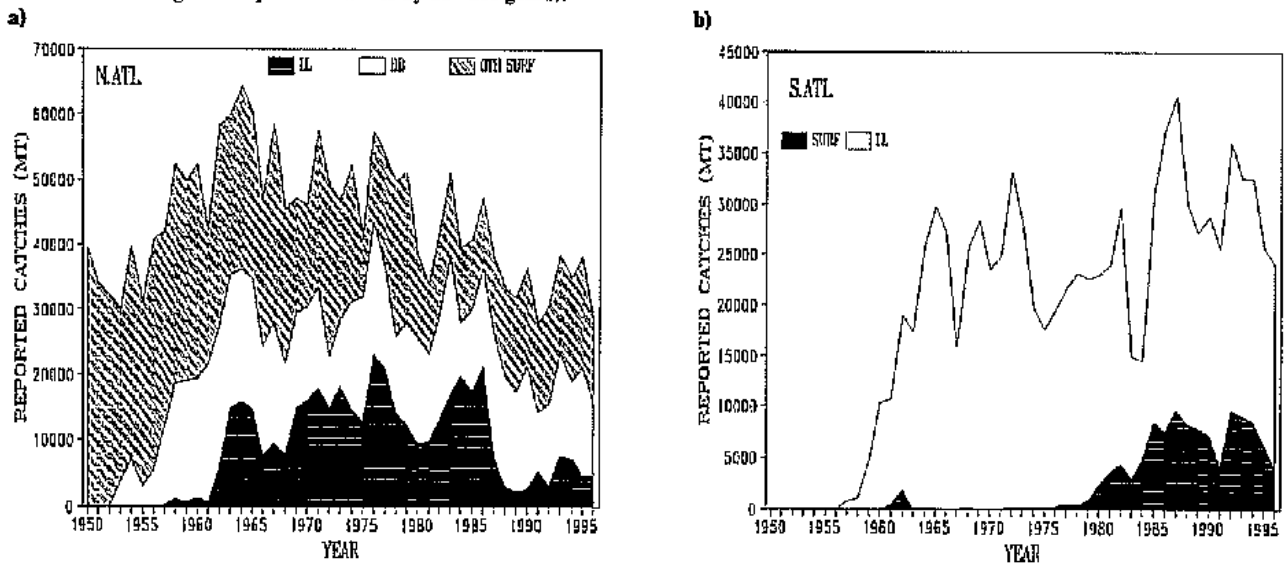 a)
70000
60000
50000
40000
30000
20000
10000
0
REPORTED CATCHES (MT)
N.ATL
LL
BB
OTH SURF
1950 1955 1960 1965 1970 1975 1980 1985 1990 1995
YEAR
b)
45000
40000
35000
30000
25000
20000
15000
10000
5000
0
REPORTED CATCHES (MT)
S.ATL
SURF
LL
1950 1955 1960 1965 1970 1975 1980 1985 1990 1995
YEAR